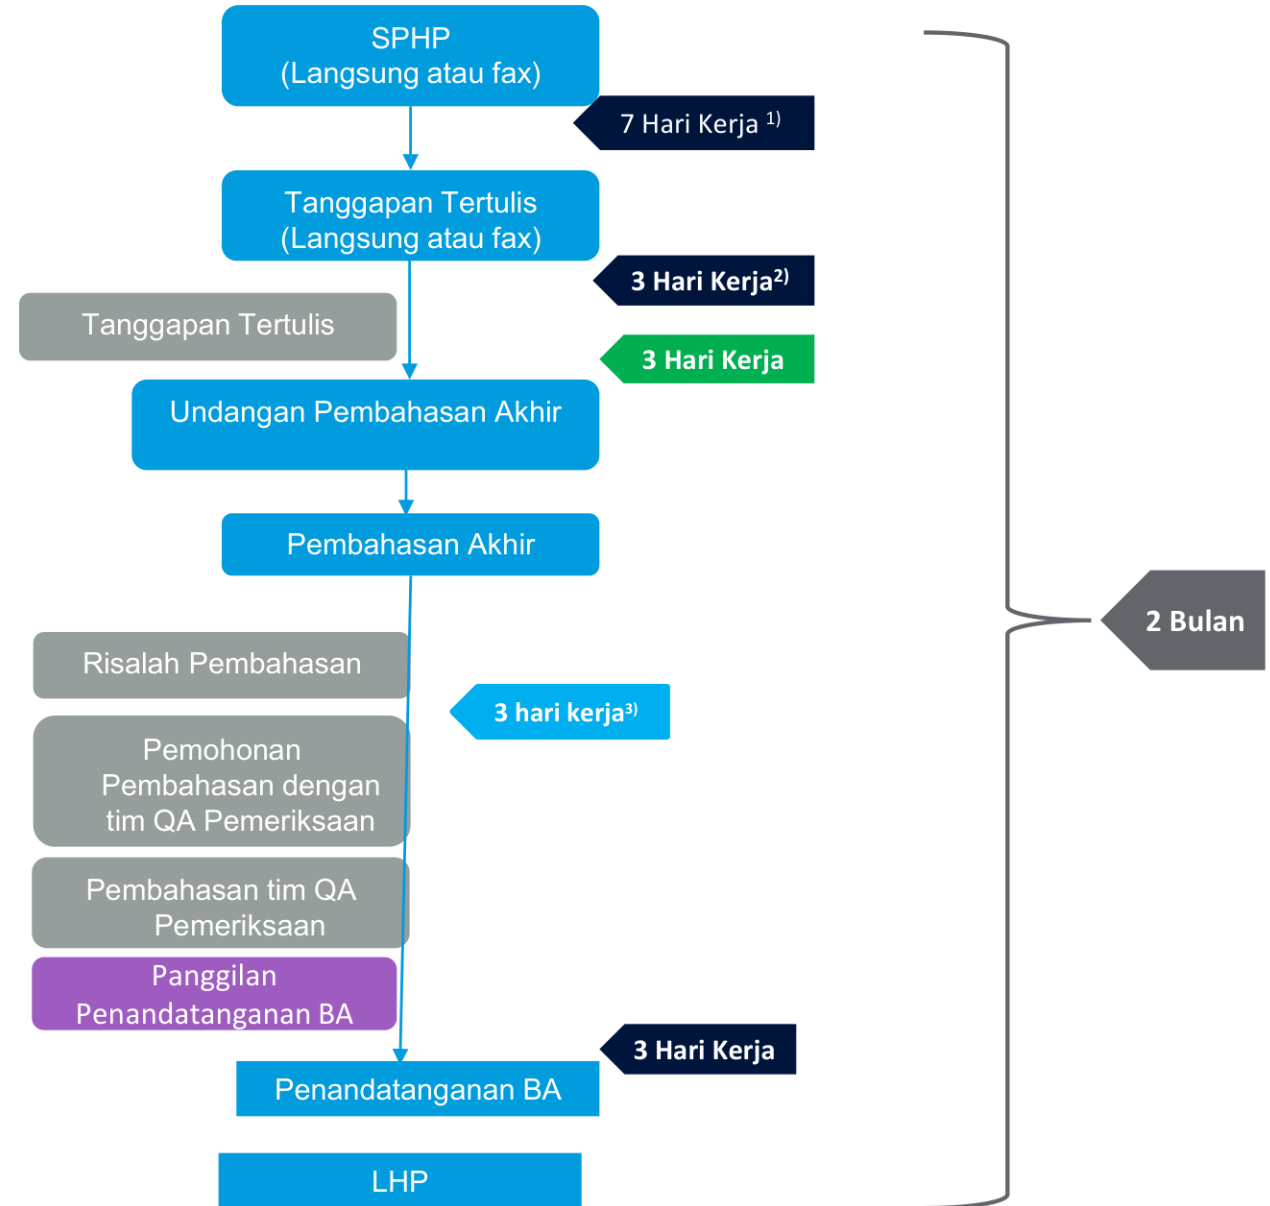 SPHP
(Langsung atau fax)
7 Hari Kerja ¹⁾
Tanggapan Tertulis
(Langsung atau fax)
3 Hari Kerja²⁾
Tanggapan Tertulis
3 Hari Kerja
Undangan Pembahasan Akhir
Pembahasan Akhir
2 Bulan
Risalah Pembahasan
3 hari kerja³⁾
Pemohonan
Pembahasan dengan
tim QA Pemeriksaan
Pembahasan tim QA
Pemeriksaan
Panggilan
Penandatanganan BA
3 Hari Kerja
Penandatanganan BA
LHP